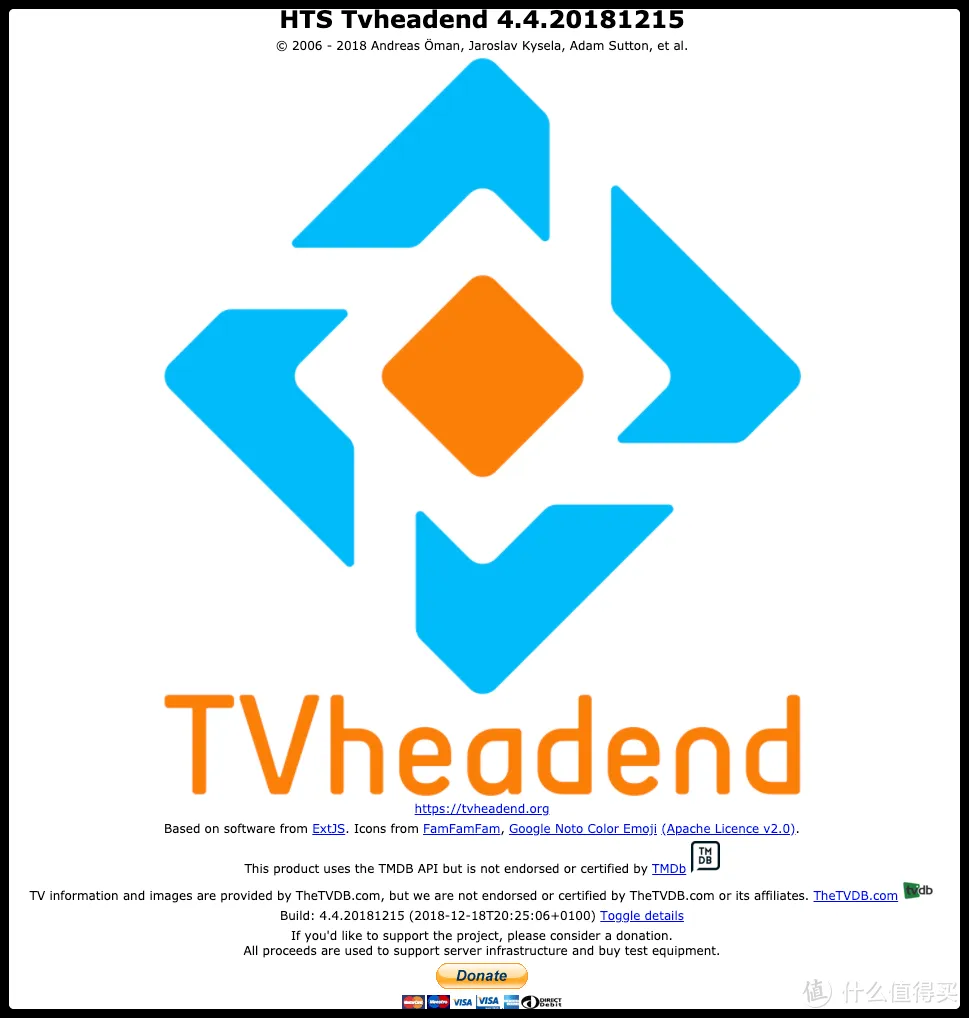 HTS Tvheadend 4.4.20181215
© 2006 - 2018 Andreas Öman, Jaroslav Kysela, Adam Sutton, et al.
TVheadend
https://tvheadend.org
Based on software from ExtJS. Icons from FamFamFam, Google Noto Color Emoji (Apache Licence v2.0).
TM
DB
This product uses the TMDB API but is not endorsed or certified by TMDb
TV information and images are provided by TheTVDB.com, but we are not endorsed or certified by TheTVDB.com or its affiliates. TheTVDB.com tvdb
Build: 4.4.20181215 (2018-12-18T20:25:06+0100) Toggle details
If you'd like to support the project, please consider a donation.
All proceeds are used to support server infrastructure and buy test equipment.
Donate
MasterCard Maestro VISA VISA DIRECT Debit
值 什么值得买